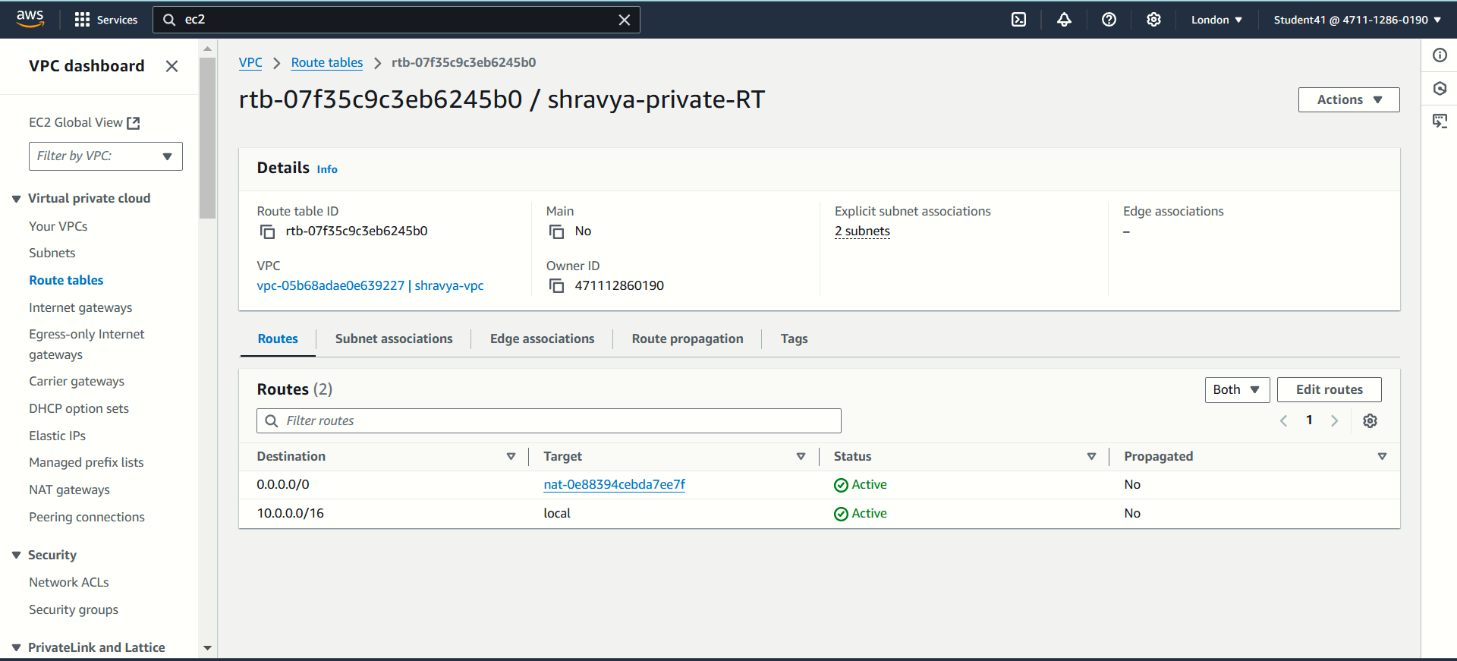 aws
Services
ec2
London
Student41 @ 4711-1286-0190
VPC dashboard
EC2 Global View
Filter by VPC:
Virtual private cloud
Your VPCs
Subnets
Route tables
Internet gateways
Egress-only Internet
gateways
Carrier gateways
DHCP option sets
Elastic IPs
Managed prefix lists
NAT gateways
Peering connections
Security
Network ACLs
Security groups
PrivateLink and Lattice
VPC > Route tables > rtb-07f35c9c3eb6245b0
rtb-07f35c9c3eb6245b0 / shravya-private-RT
Actions
Details Info
Route table ID
rtb-07f35c9c3eb6245b0
Main
No
Explicit subnet associations
2 subnets
Edge associations
–
VPC
vpc-05b68adae0e639227 | shravya-vpc
Owner ID
471112860190
Routes
Subnet associations
Edge associations
Route propagation
Tags
Routes (2)
Both
Edit routes
Filter routes
1
Destination Target Status Propagated
0.0.0.0/0 nat-0e88394cebda7ee7f Active No
10.0.0.0/16 local Active No